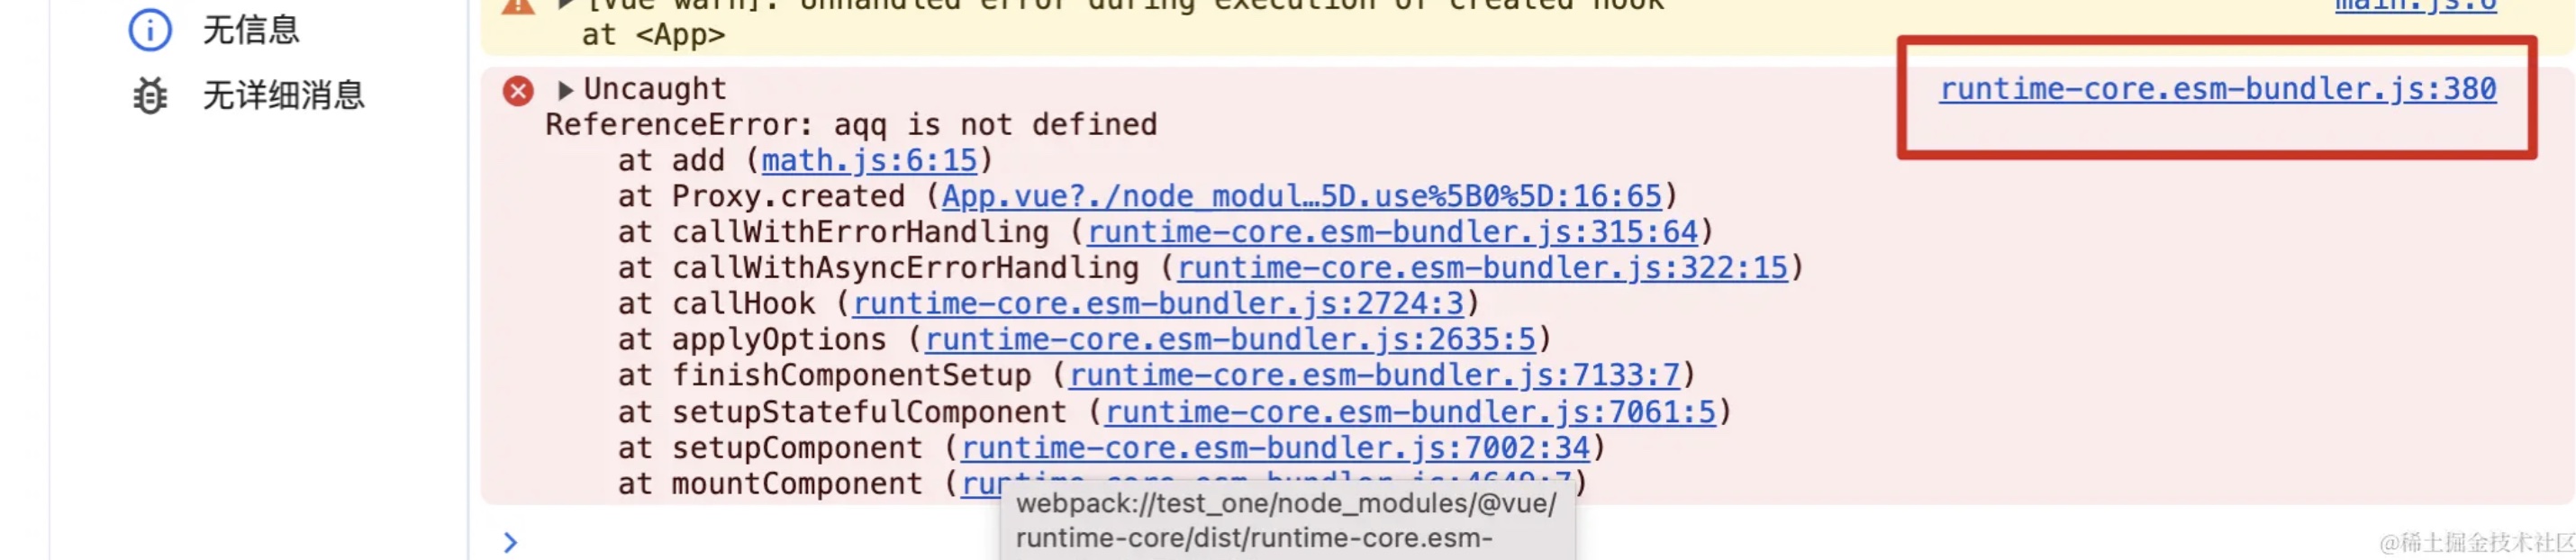 无信息
无详细消息
[Vue warn]: Unhandled error during execution of created hook
main.js:6
at <App>
Uncaught
runtime-core.esm-bundler.js:380
ReferenceError: aqq is not defined
at add (math.js:6:15)
at Proxy.created (App.vue?./node_modul…5D.use%5B0%5D:16:65)
at callWithErrorHandling (runtime-core.esm-bundler.js:315:64)
at callWithAsyncErrorHandling (runtime-core.esm-bundler.js:322:15)
at callHook (runtime-core.esm-bundler.js:2724:3)
at applyOptions (runtime-core.esm-bundler.js:2635:5)
at finishComponentSetup (runtime-core.esm-bundler.js:7133:7)
at setupStatefulComponent (runtime-core.esm-bundler.js:7061:5)
at setupComponent (runtime-core.esm-bundler.js:7002:34)
at mountComponent (runtime-core.esm-bundler.js:4649:7)
webpack://test_one/node_modules/@vue/
runtime-core/dist/runtime-core.esm-
@稀土掘金技术社区